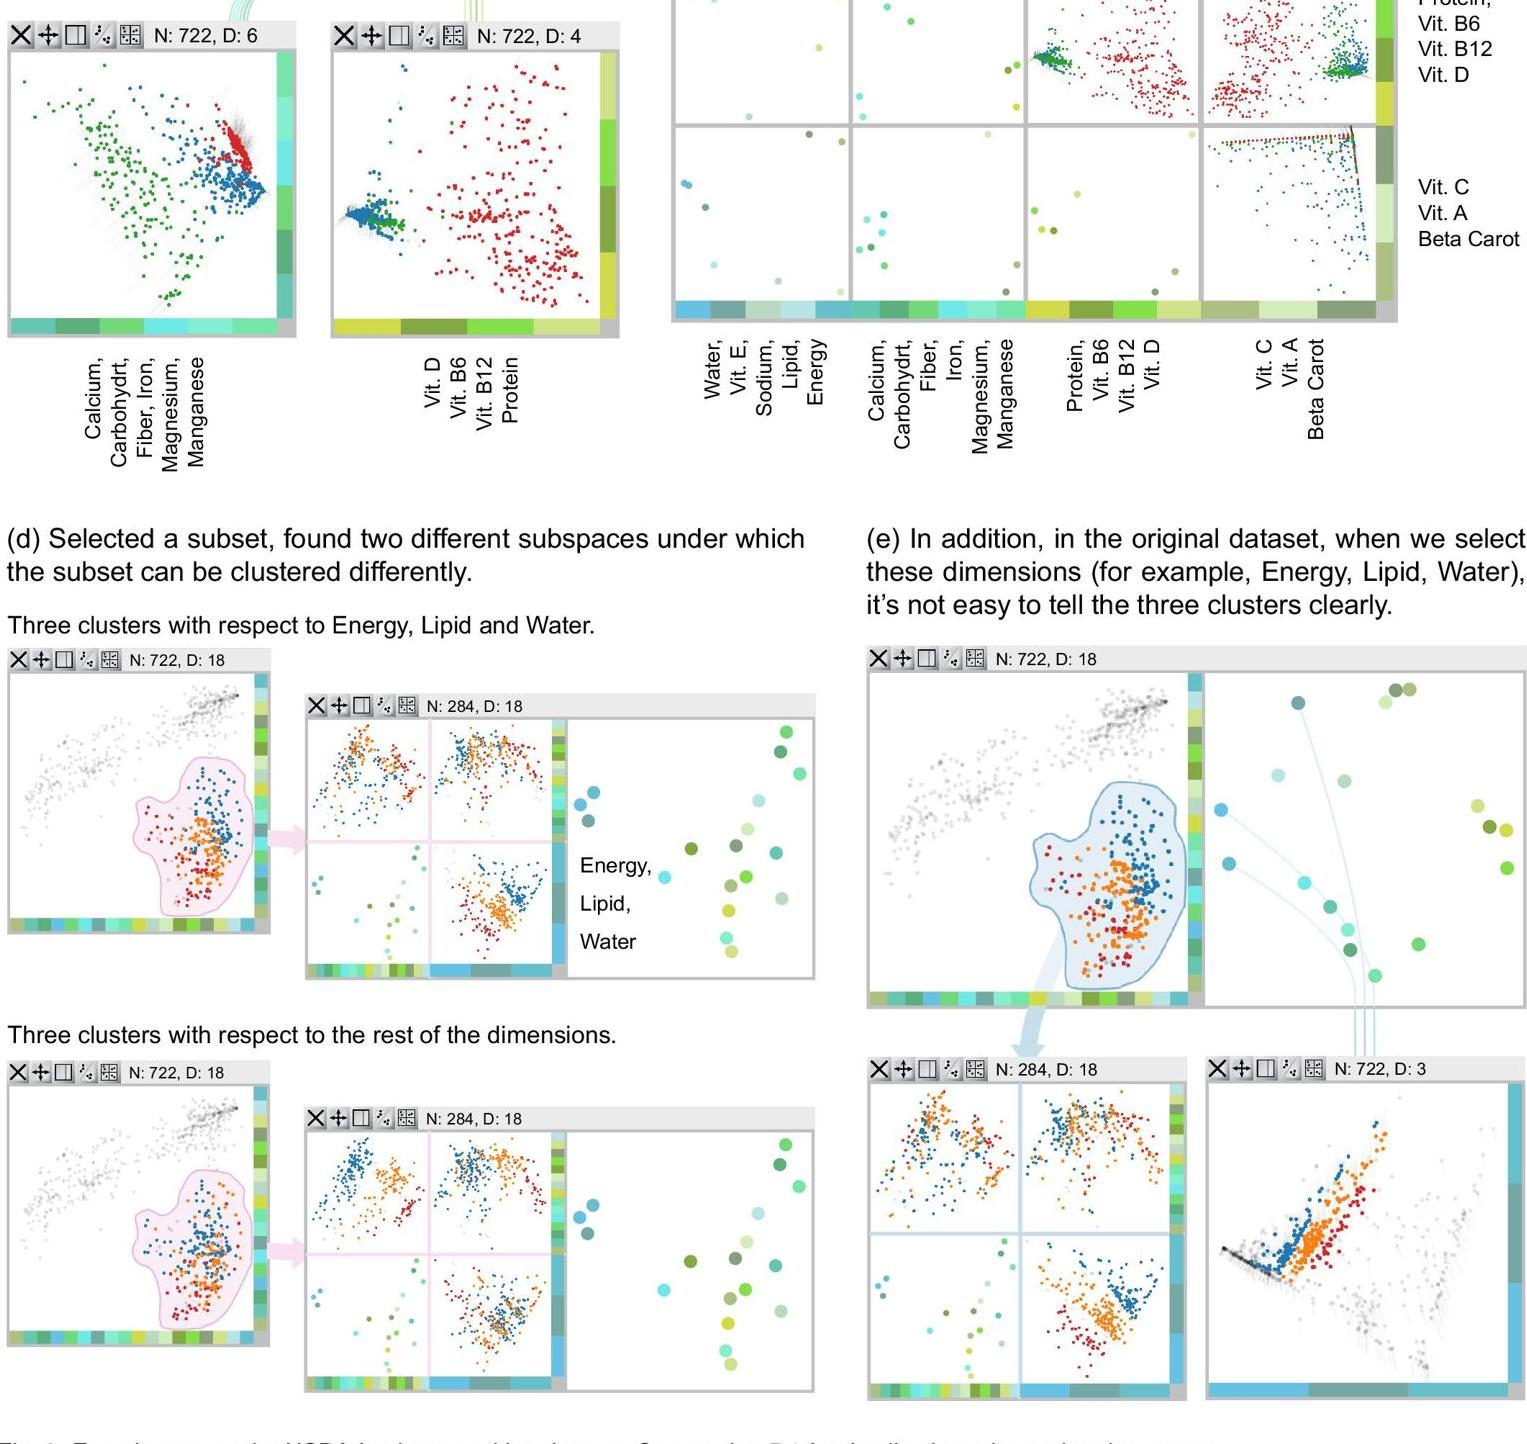 N: 722, D: 6
N: 722, D: 4
Protein,
Vit. B6
Vit. B12
Vit. D
Vit. C
Vit. A
Beta Carot
Calcium,
Carbohydrt,
Fiber, Iron,
Magnesium,
Manganese
Vit. D
Vit. B6
Vit. B12
Protein
Water,
Vit. E,
Sodium,
Lipid,
Energy
Calcium,
Carbohydrt,
Fiber,
Iron,
Magnesium,
Manganese
Protein,
Vit. B6
Vit. B12
Vit. D
Vit. C
Vit. A
Beta Carot
(d) Selected a subset, found two different subspaces under which
the subset can be clustered differently.
Three clusters with respect to Energy, Lipid and Water.
N: 722, D: 18
N: 284, D: 18
Energy,
Lipid,
Water
Three clusters with respect to the rest of the dimensions.
N: 722, D: 18
N: 284, D: 18
(e) In addition, in the original dataset, when we select
these dimensions (for example, Energy, Lipid, Water),
it's not easy to tell the three clusters clearly.
N: 722, D: 18
N: 284, D: 18
N: 722, D: 3